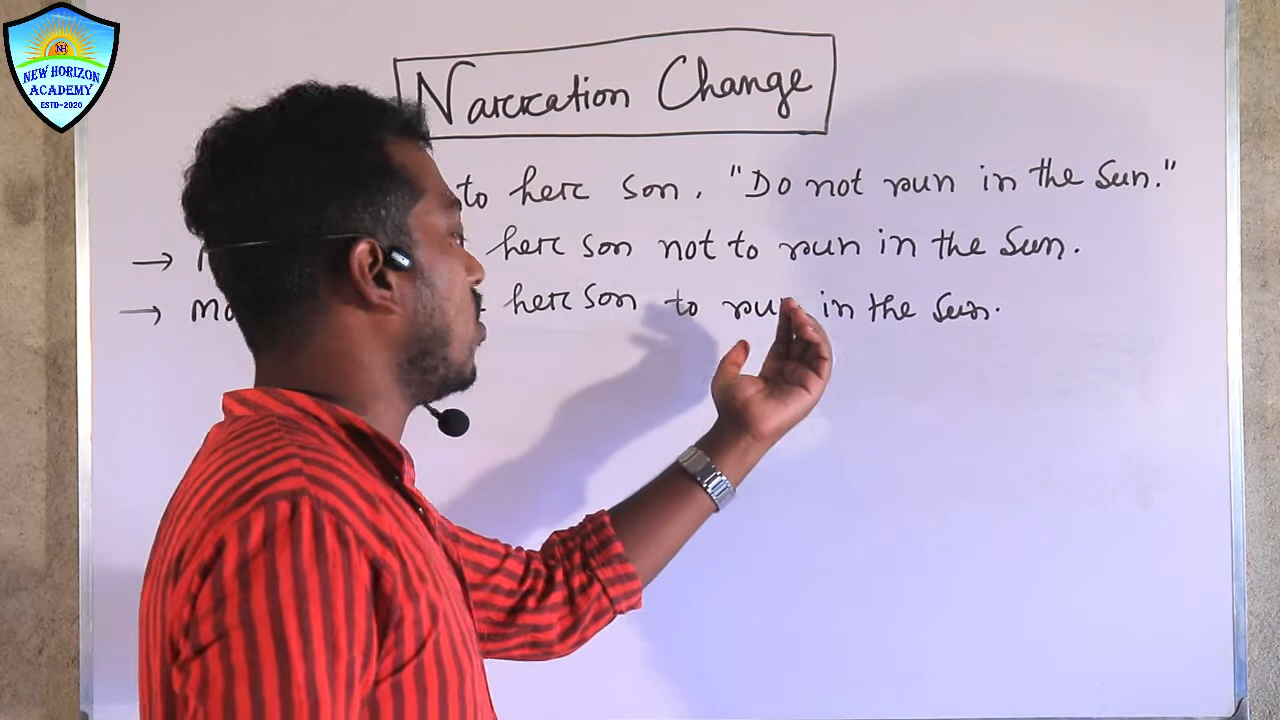 NH
NEW HORIZON
ACADEMY
ESTD-2020
Narration Change
to her son, "Do not run in the Sun."
→ her son not to run in the Sun.
→ her son to run in the Sun.